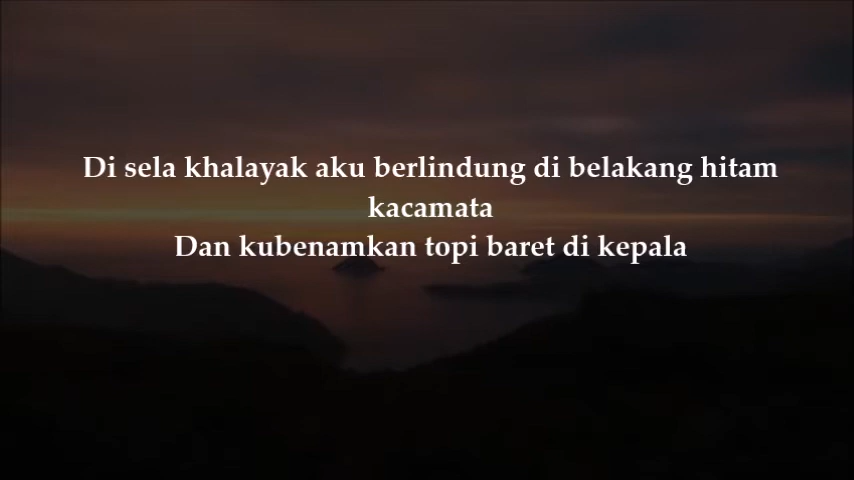 Di sela khalayak aku berlindung di belakang hitam
kacamata
Dan kubenamkan topi baret di kepala